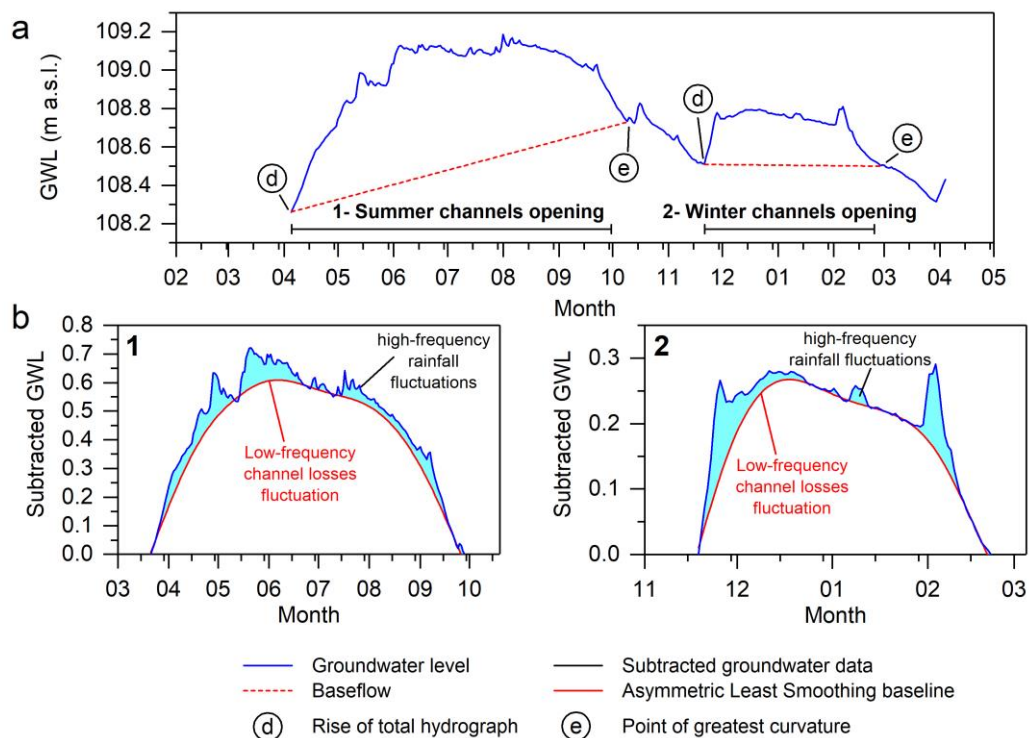 a
GWL (m a.s.l.)
109.2
109.0
108.8
108.6
108.4
108.2
d
e
d
e
1- Summer channels opening
2- Winter channels opening
02 03 04 05 06 07 08 09 10 11 12 01 02 03 04 05
Month
b
1
Subtracted GWL
0.8
0.7
0.6
0.5
0.4
0.3
0.2
0.1
0.0
high-frequency
rainfall
fluctuations
Low-frequency
channel losses
fluctuation
03 04 05 06 07 08 09 10
Month
2
Subtracted GWL
0.3
0.2
0.1
0.0
high-frequency
rainfall fluctuations
Low-frequency
channel losses
fluctuation
11 12 01 02 03
Month
Groundwater level
Baseflow
d Rise of total hydrograph
Subtracted groundwater data
Asymmetric Least Smoothing baseline
e Point of greatest curvature